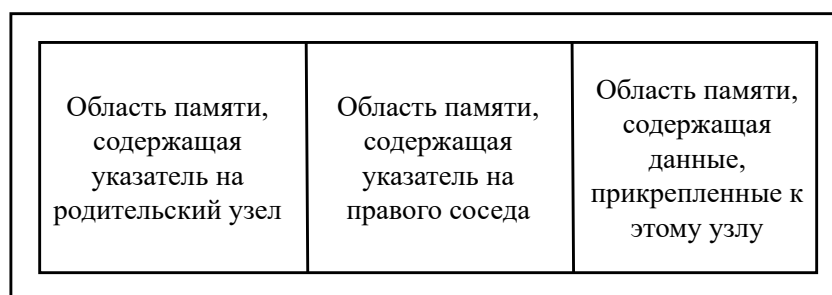 Область памяти,
содержащая
указатель на
родительский узел
Область памяти,
содержащая
указатель на
правого соседа
Область памяти,
содержащая
данные,
прикрепленные к
этому узлу